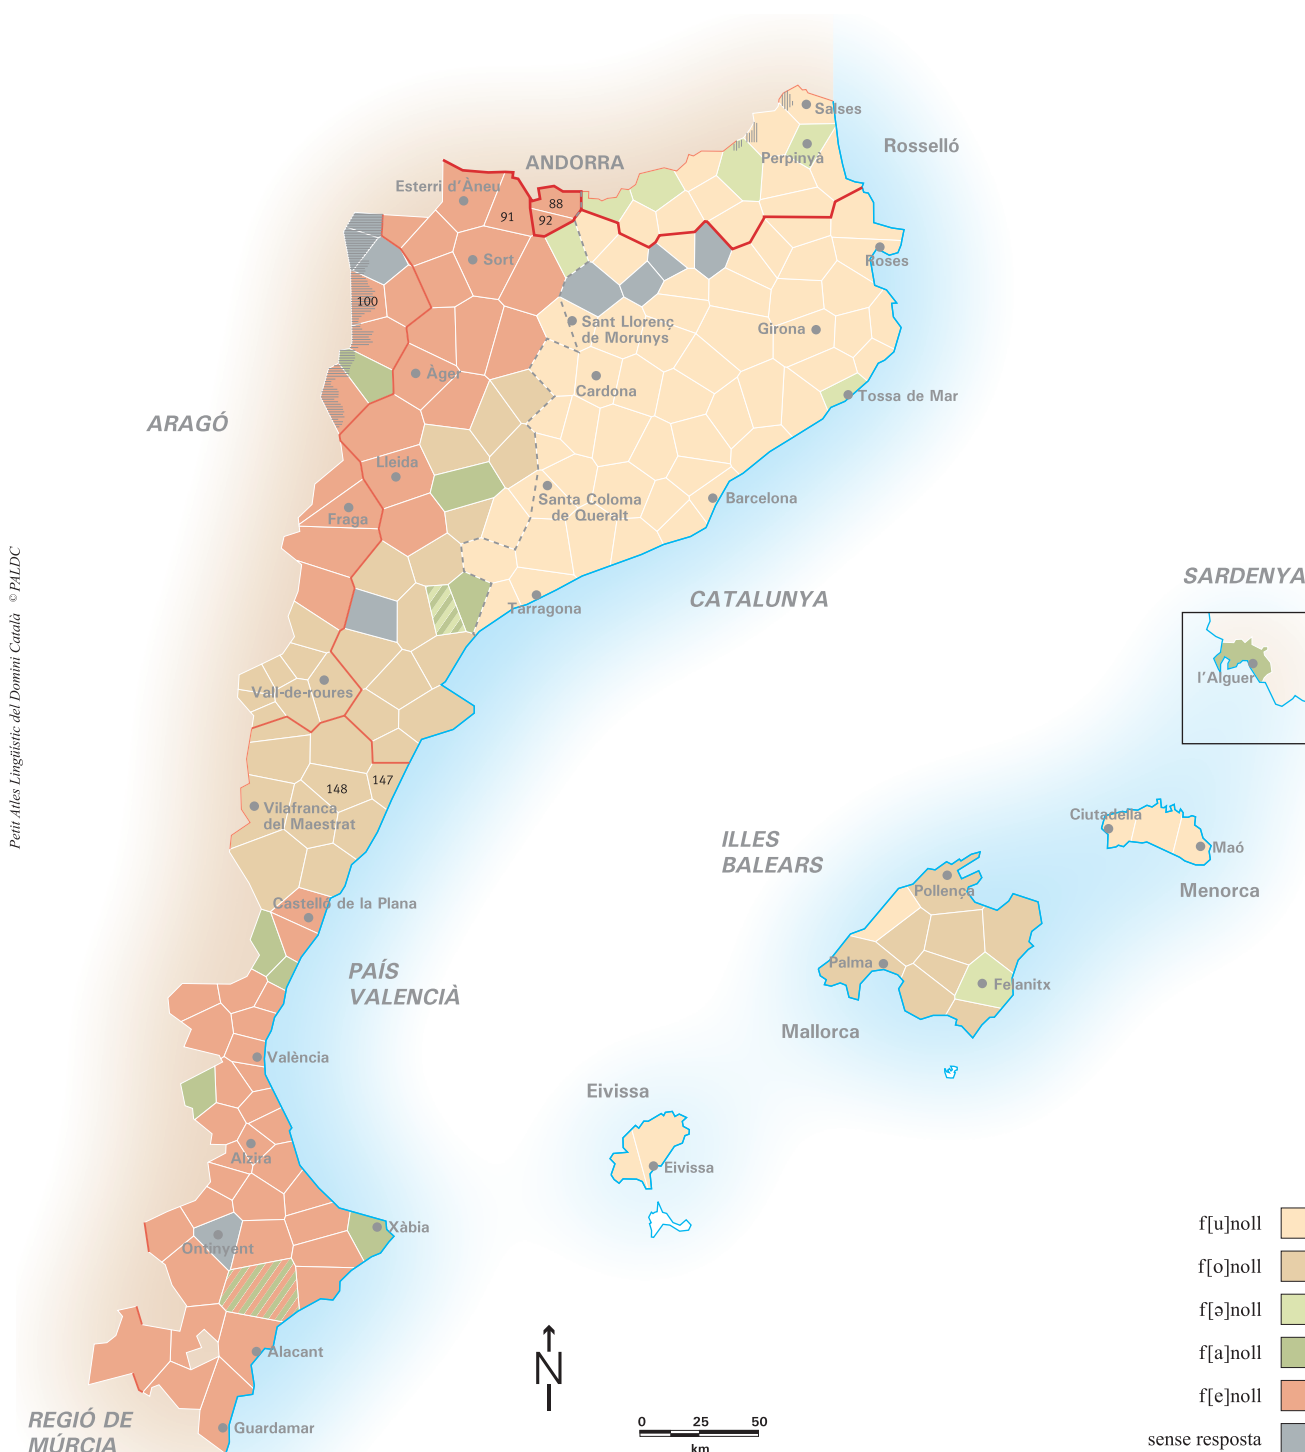 Salses
Rosselló
Perpinyà
ANDORRA
Esterri d'Àneu
88
91
92
Sort
Roses
100
Sant Llorenç
de Morunys
Girona
Àger
Cardona
Tossa de Mar
ARAGÓ
Lleida
Santa Coloma
de Queralt
Barcelona
Fraga
Petit Atles Lingüístic del Domini Català © PALDC
SARDENYA
CATALUNYA
Tarragona
l'Alguer
Vall-de-roures
147
148
Vilafranca
del Maestrat
Ciutadella
Maó
ILLES
BALEARS
Menorca
Pollença
Castelló de la Plana
Palma
PAÍS
VALENCIÀ
Felanitx
Mallorca
València
Eivissa
Alzira
Eivissa
Xàbia
Ontinyent
f[u]noll
f[o]noll
f[ə]noll
f[a]noll
f[e]noll
sense resposta
Alacant
N
REGIÓ DE
MÚRCIA
Guardamar
0 25 50
km